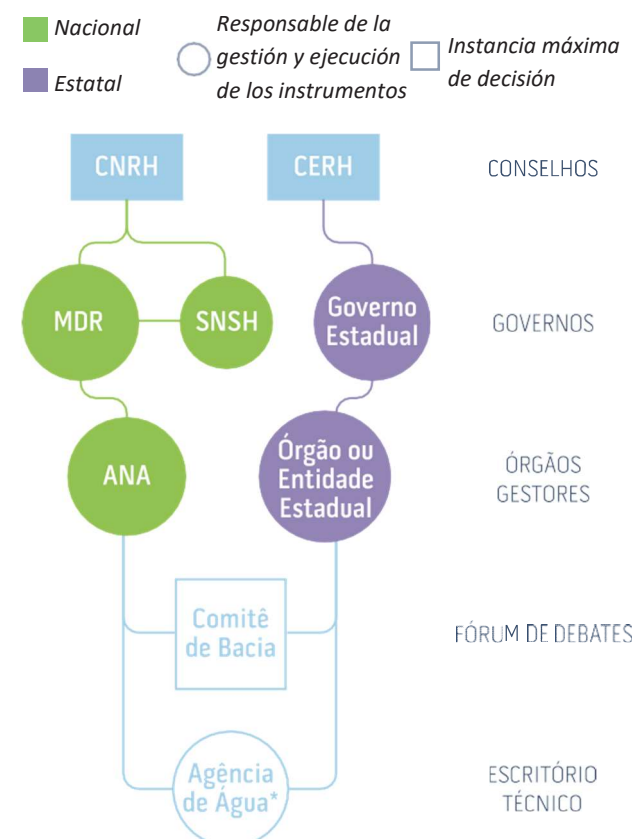 Nacional
Estatal
Responsable de la
gestión y ejecución
de los instrumentos
Instancia máxima
de decisión
CNRH
CERH
CONSELHOS
MDR
SNSH
Governo
Estadual
GOVERNOS
ANA
Órgão ou
Entidade
Estadual
ÓRGÃOS
GESTORES
Comitê
de Bacia
FÓRUM DE DEBATES
Agência
de Água*
ESCRITÓRIO
TÉCNICO